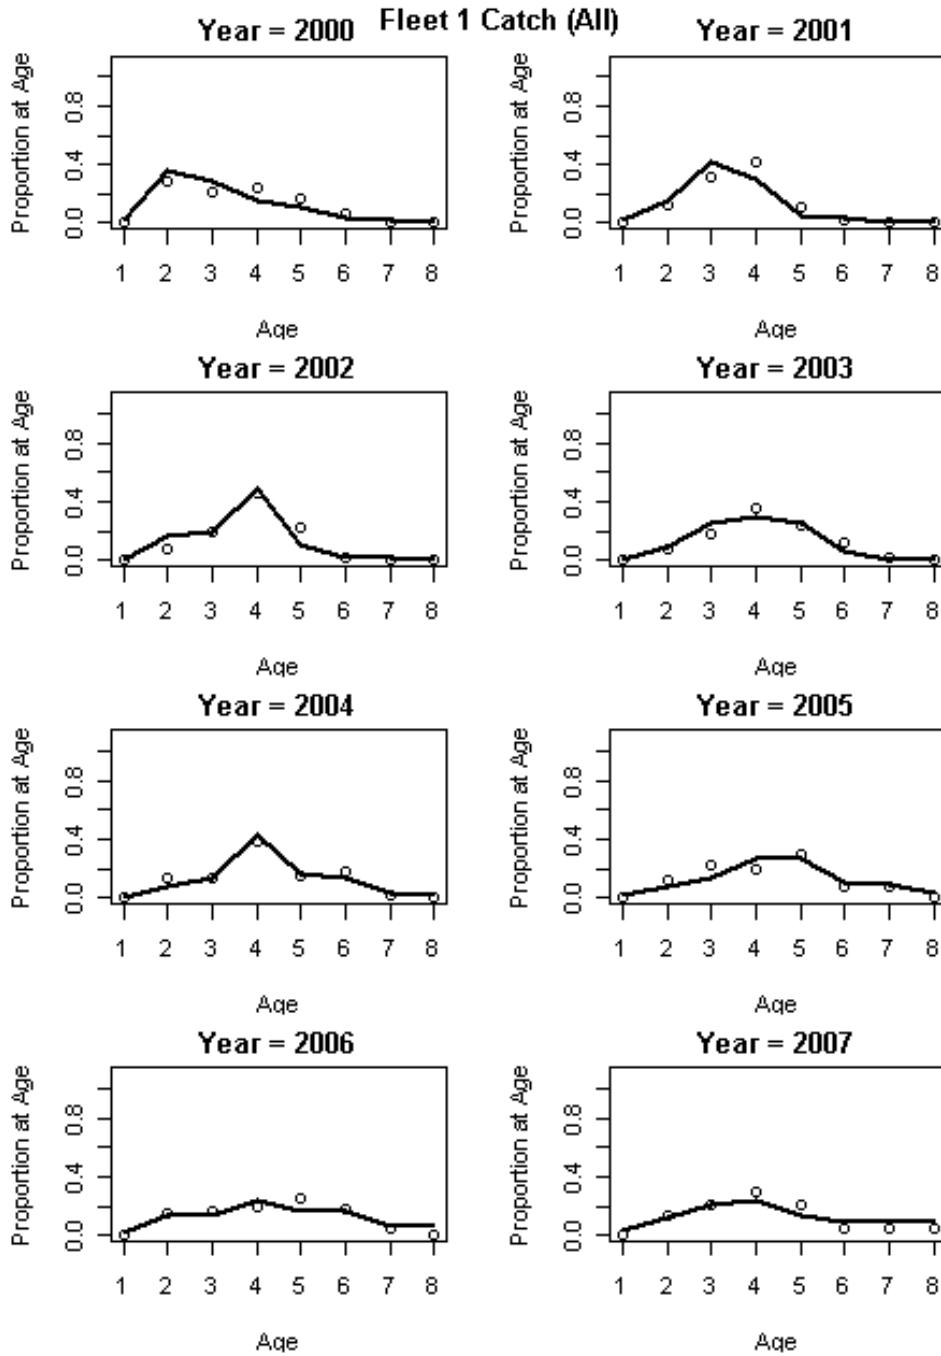 Fleet 1 Catch (All)
Year = 2000
Year = 2001
Proportion at Age
0.0 0.4 0.8
1 2 3 4 5 6 7 8
Age
Proportion at Age
0.0 0.4 0.8
1 2 3 4 5 6 7 8
Age
Year = 2002
Year = 2003
Proportion at Age
0.0 0.4 0.8
1 2 3 4 5 6 7 8
Age
Proportion at Age
0.0 0.4 0.8
1 2 3 4 5 6 7 8
Age
Year = 2004
Year = 2005
Proportion at Age
0.0 0.4 0.8
1 2 3 4 5 6 7 8
Age
Proportion at Age
0.0 0.4 0.8
1 2 3 4 5 6 7 8
Age
Year = 2006
Year = 2007
Proportion at Age
0.0 0.4 0.8
1 2 3 4 5 6 7 8
Age
Proportion at Age
0.0 0.4 0.8
1 2 3 4 5 6 7 8
Age